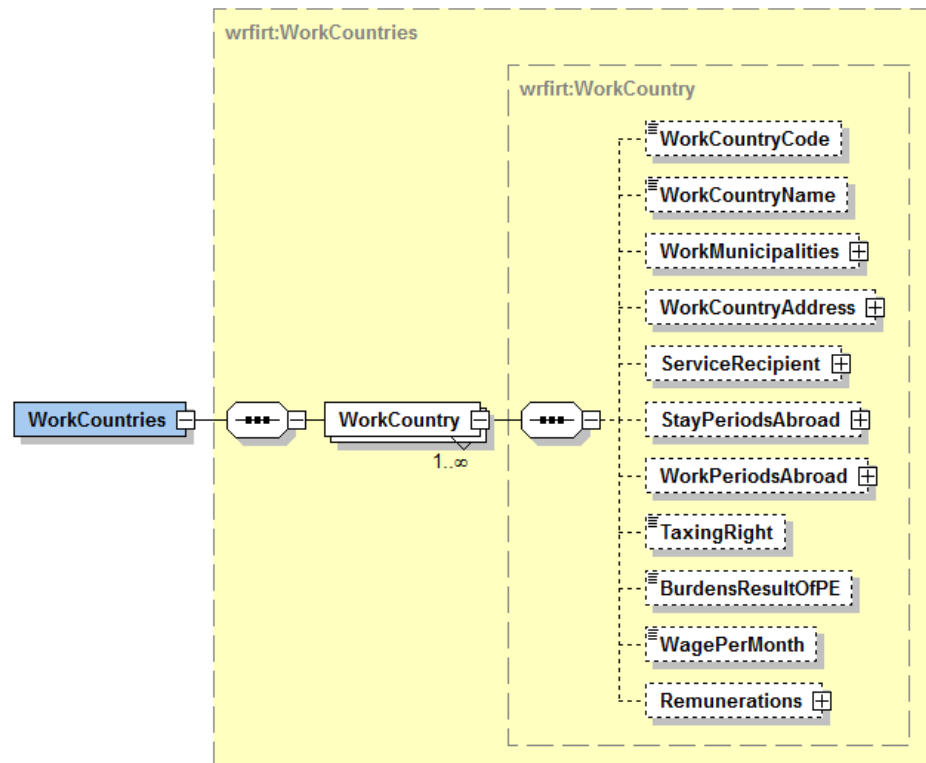 wrfirt:WorkCountries
wrfirt:WorkCountry
WorkCountryCode
WorkCountryName
WorkMunicipalities
WorkCountryAddress
ServiceRecipient
WorkCountries
WorkCountry
1..∞
StayPeriodsAbroad
WorkPeriodsAbroad
TaxingRight
BurdensResultOfPE
WagePerMonth
Remunerations